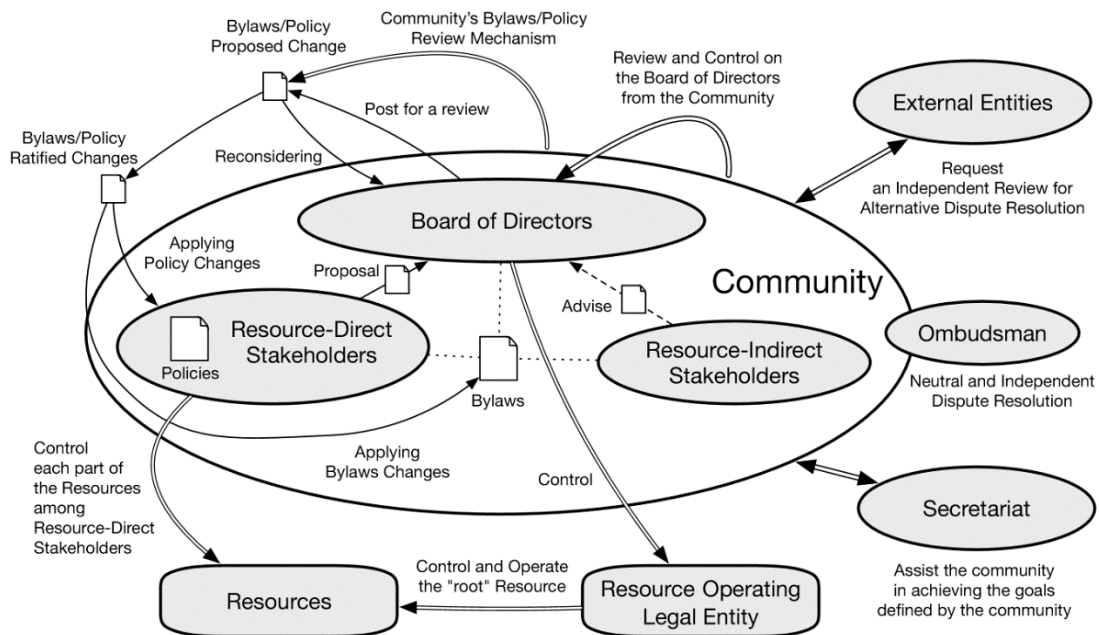 Bylaws/Policy
Proposed Change
Community's Bylaws/Policy
Review Mechanism
Review and Control on
the Board of Directors
from the Community
External Entities
Post for a review
Bylaws/Policy
Ratified Changes
Reconsidering
Request
an Independent Review for
Alternative Dispute Resolution
Board of Directors
Applying
Policy Changes
Proposal
Community
Advise
Resource-Direct
Stakeholders
Policies
Bylaws
Resource-Indirect
Stakeholders
Ombudsman
Neutral and Independent
Dispute Resolution
Control
each part of
the Resources
among
Resource-Direct
Stakeholders
Applying
Bylaws Changes
Control
Secretariat
Assist the community
in achieving the goals
defined by the community
Resources
Control and Operate
the "root" Resource
Resource Operating
Legal Entity